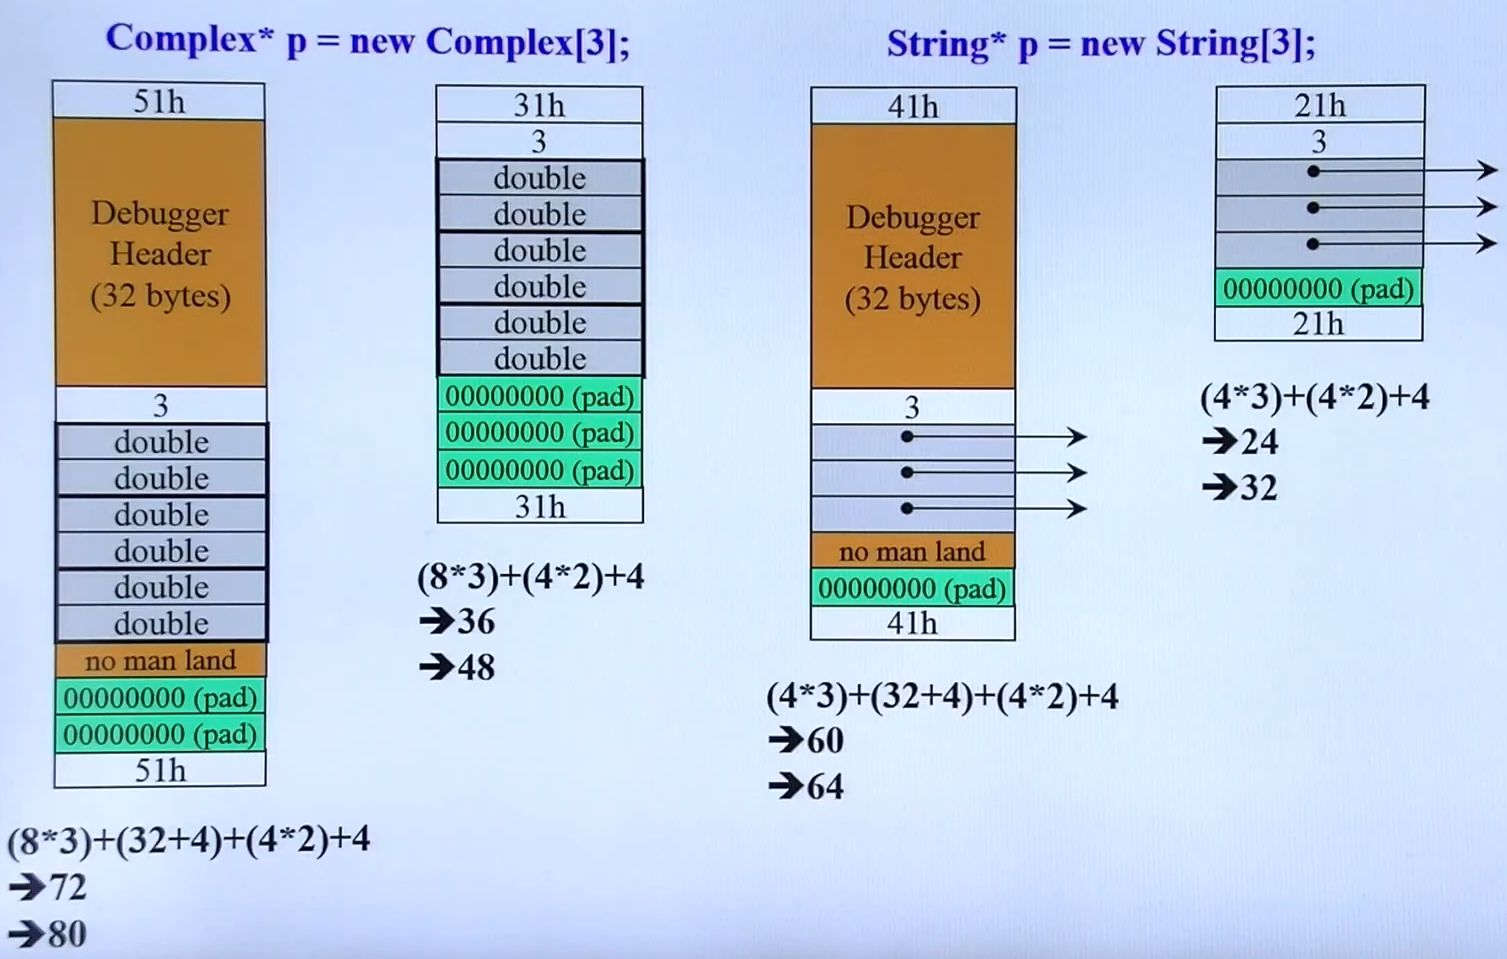 Complex* p = new Complex[3];
51h
Debugger
Header
(32 bytes)
3
double
double
double
double
double
double
no man land
00000000 (pad)
00000000 (pad)
51h
(8*3)+(32+4)+(4*2)+4
➔72
➔80
31h
3
double
double
double
double
double
double
00000000 (pad)
00000000 (pad)
00000000 (pad)
31h
(8*3)+(4*2)+4
➔36
➔48
String* p = new String[3];
41h
Debugger
Header
(32 bytes)
3
no man land
00000000 (pad)
41h
(4*3)+(32+4)+(4*2)+4
➔60
➔64
21h
3
00000000 (pad)
21h
(4*3)+(4*2)+4
➔24
➔32